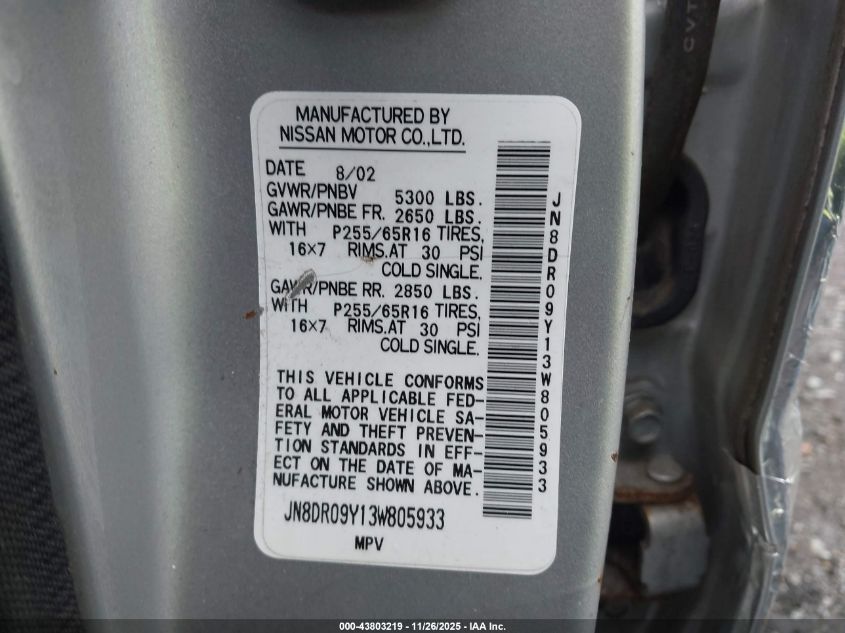 MANUFACTURED BY
NISSAN MOTOR CO.,LTD.
DATE 8/02
GVWR/PNBV 5300 LBS.
GAWR/PNBE FR. 2650 LBS.
WITH P255/65R16 TIRES,
16×7 RIMS.AT 30 PSI
COLD SINGLE.
GAWR/PNBE RR. 2850 LBS.
WITH P255/65R16 TIRES,
16×7 RIMS.AT 30 PSI
COLD SINGLE.
THIS VEHICLE CONFORMS
TO ALL APPLICABLE FED-
ERAL MOTOR VEHICLE SA-
FETY AND THEFT PREVEN-
TION STANDARDS IN EFF-
ECT ON THE DATE OF MA-
NUFACTURE SHOWN ABOVE.
JN8DR09Y13W805933
MPV
JN8DR09Y13W805933
CVT
000-43803219 - 11/26/2025 - IAA Inc.